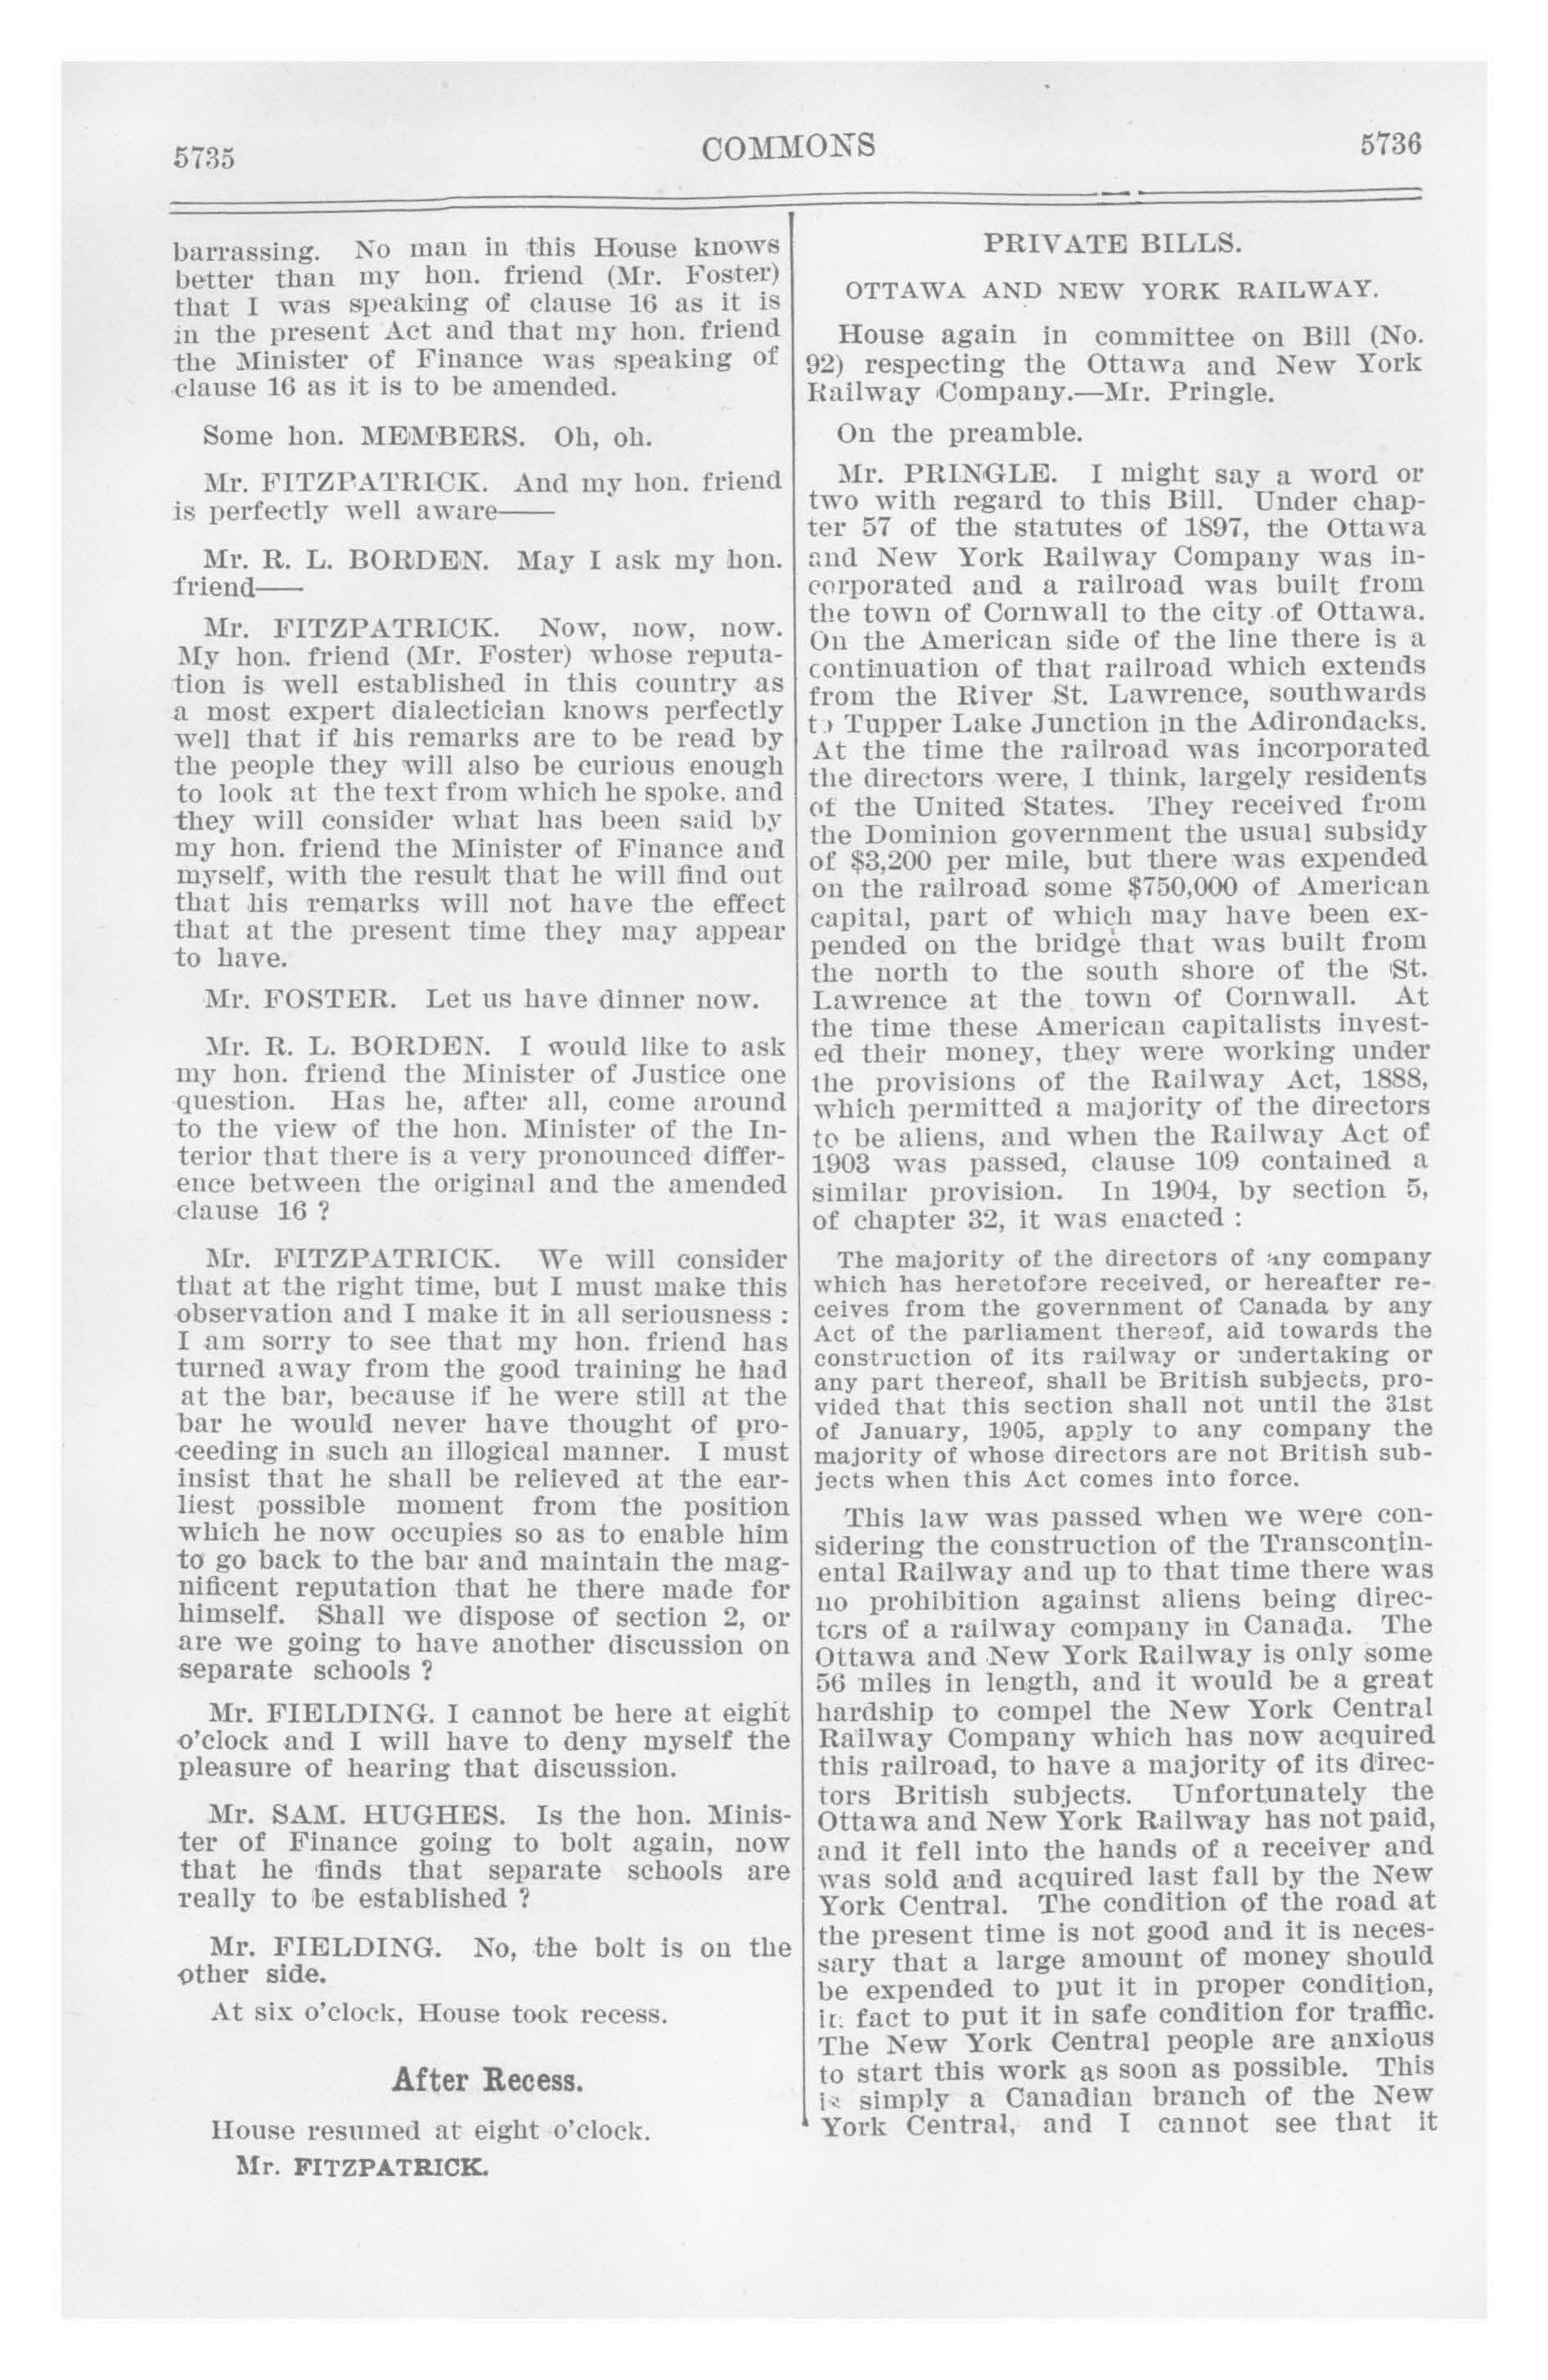 5735
COMMONS
5736
barrassing. No man in this House knows
better than my hon. friend (Mr. Foster)
that I was speaking of clause 16 as it is
in the present Act and that my hon. friend
the Minister of Finance was speaking of
clause 16 as it is to be amended.
Some hon. MEMBERS. Oh, oh.
Mr. FITZPATRICK. And my hon. friend
is perfectly well aware——
Mr. R. L. BORDEN. May I ask my hon.
friend——
Mr. FITZPATRICK. Now, now, now.
My hon. friend (Mr. Foster) whose reputa-
tion is well established in this country as
a most expert dialectician knows perfectly
well that if his remarks are to be read by
the people they will also be curious enough
to look at the text from which he spoke. and
they will consider what has been said by
my hon. friend the Minister of Finance and
myself, with the result that he will find out
that his remarks will not have the effect
that at the present time they may appear
to have.
Mr. FOSTER. Let us have dinner now.
Mr. R. L. BORDEN. I would like to ask
my hon. friend the Minister of Justice one
question. Has he, after all, come around
to the view of the hon. Minister of the In-
terior that there is a very pronounced differ-
ence between the original and the amended
clause 16 ?
Mr. FITZPATRICK. We will consider
that at the right time, but I must make this
observation and I make it in all seriousness :
I am sorry to see that my hon. friend has
turned away from the good training he had
at the bar, because if he were still at the
bar he would never have thought of pro-
ceeding in such an illogical manner. I must
insist that he shall be relieved at the ear-
liest possible moment from the position
which he now occupies so as to enable him
to go back to the bar and maintain the mag-
nificent reputation that he there made for
himself. Shall we dispose of section 2, or
are we going to have another discussion on
separate schools ?
Mr. FIELDING. I cannot be here at eight
o'clock and I will have to deny myself the
pleasure of hearing that discussion.
Mr. SAM. HUGHES. Is the hon. Minis-
ter of Finance going to bolt again, now
that he finds that separate schools are
really to be established ?
Mr. FIELDING. No, the bolt is on the
other side.
At six o'clock, House took recess.
After Recess.
House resumed at eight o'clock.
Mr. FITZPATRICK.
PRIVATE BILLS.
OTTAWA AND NEW YORK RAILWAY.
House again in committee on Bill (No.
92) respecting the Ottawa and New York
Railway Company.—Mr. Pringle.
On the preamble.
Mr. PRINGLE. I might say a word or
two with regard to this Bill. Under chap-
ter 57 of the statutes of 1897, the Ottawa
and New York Railway Company was in-
corporated and a railroad was built from
the town of Cornwall to the city of Ottawa.
On the American side of the line there is a
continuation of that railroad which extends
from the River St. Lawrence, southwards
to Tupper Lake Junction in the Adirondacks.
At the time the railroad was incorporated
the directors were, I think, largely residents
of the United States. They received from
the Dominion government the usual subsidy
of $3,200 per mile, but there was expended
on the railroad some $750,000 of American
capital, part of which may have been ex-
pended on the bridge that was built from
the north to the south shore of the St.
Lawrence at the town of Cornwall. At
the time these American capitalists invest-
ed their money, they were working under
the provisions of the Railway Act, 1888,
which permitted a majority of the directors
to be aliens, and when the Railway Act of
1903 was passed, clause 109 contained a
similar provision. In 1904, by section 5,
of chapter 32, it was enacted :
The majority of the directors of any company
which has heretofore received, or hereafter re-
ceives from the government of Canada by any
Act of the parliament thereof, aid towards the
construction of its railway or undertaking or
any part thereof, shall be British subjects, pro-
vided that this section shall not until the 31st
of January, 1905, apply to any company the
majority of whose directors are not British sub-
jects when this Act comes into force.
This law was passed when we were con-
sidering the construction of the Transcontin-
ental Railway and up to that time there was
no prohibition against aliens being direc-
tors of a railway company in Canada. The
Ottawa and New York Railway is only some
56 miles in length, and it would be a great
hardship to compel the New York Central
Railway Company which has now acquired
this railroad, to have a majority of its direc-
tors British subjects. Unfortunately the
Ottawa and New York Railway has not paid,
and it fell into the hands of a receiver and
was sold and acquired last fall by the New
York Central. The condition of the road at
the present time is not good and it is neces-
sary that a large amount of money should
be expended to put it in proper condition,
in fact to put it in safe condition for traffic.
The New York Central people are anxious
to start this work as soon as possible. This
is simply a Canadian branch of the New
York Central, and I cannot see that it